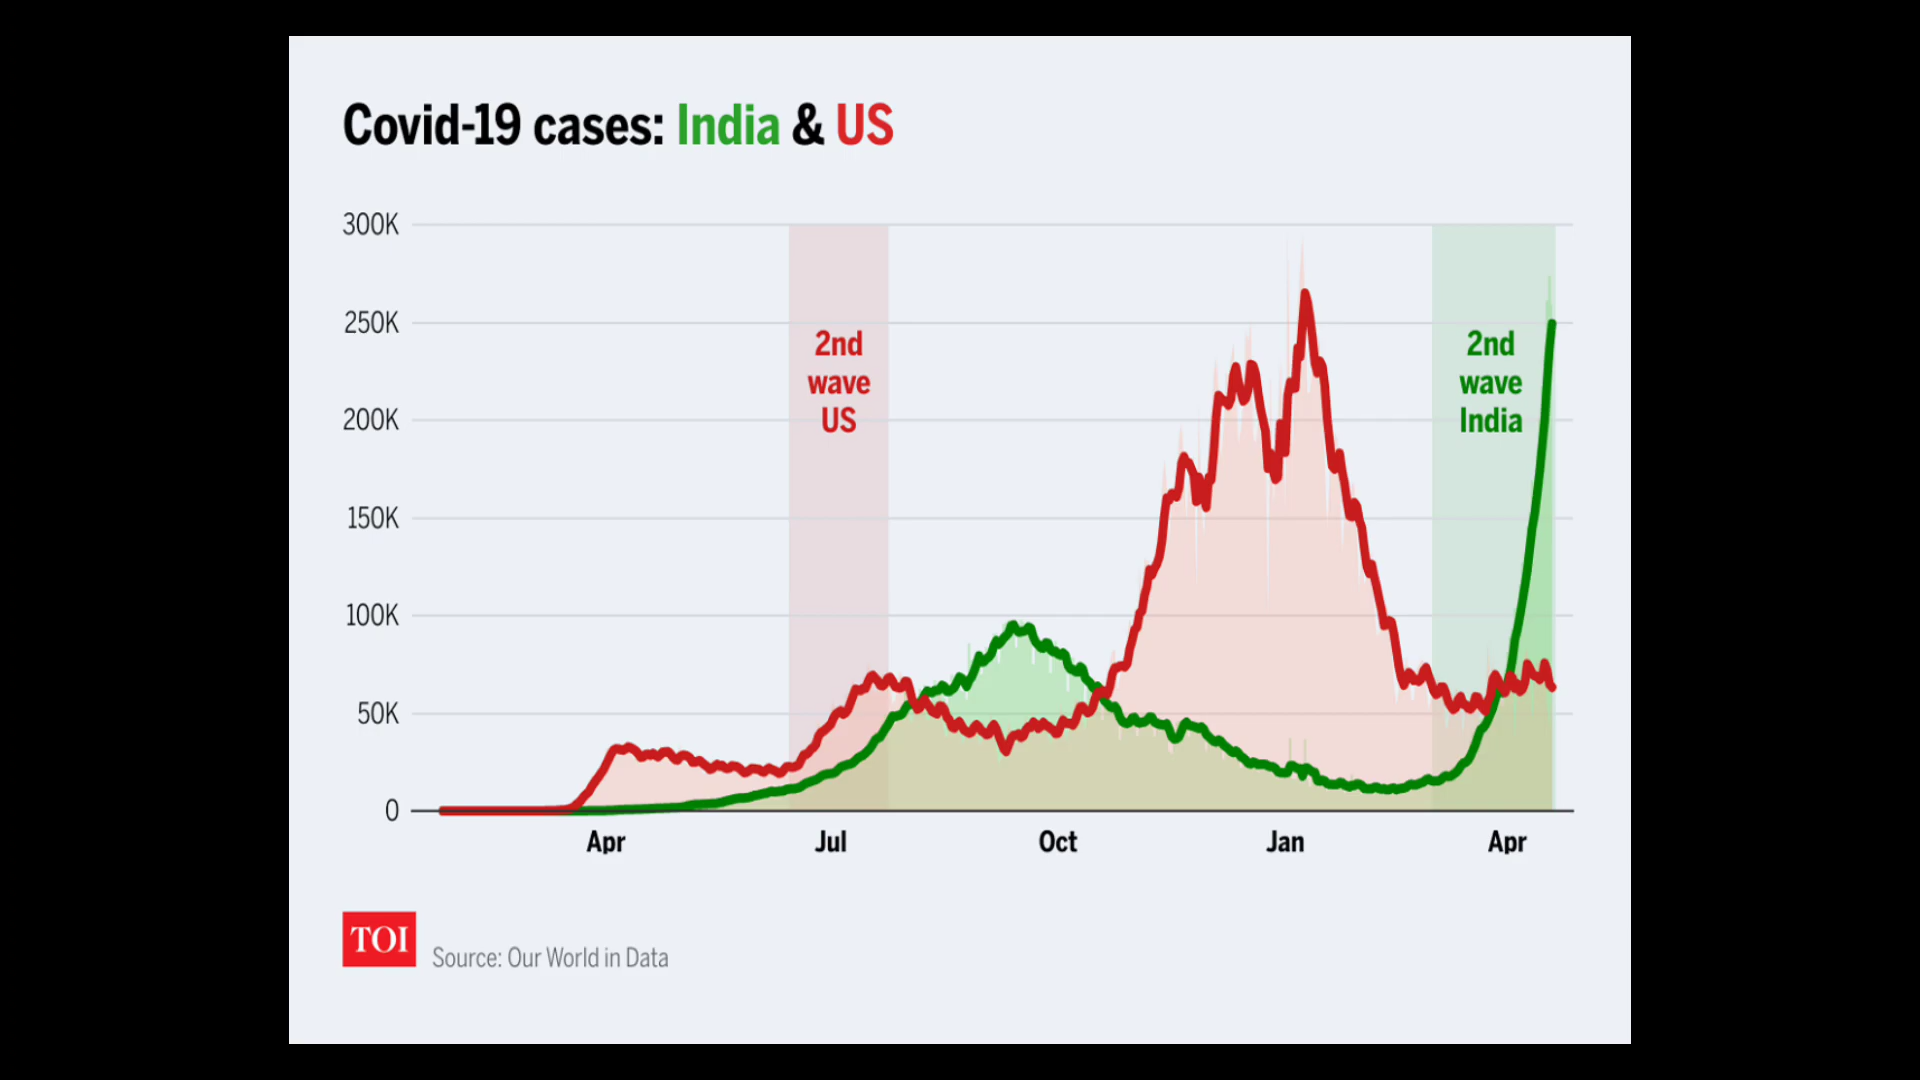 Covid-19 cases: India & US
300K
250K
200K
150K
100K
50K
0
2nd
wave
US
2nd
wave
India
Apr
Jul
Oct
Jan
Apr
TOI
Source: Our World in Data